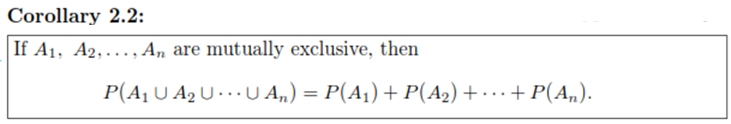 Corollary 2.2:
If A₁, A₂, . . . , Aₙ are mutually exclusive, then
P(A₁ ∪ A₂ ∪ · · · ∪ Aₙ) = P(A₁) + P(A₂) + · · · + P(Aₙ).